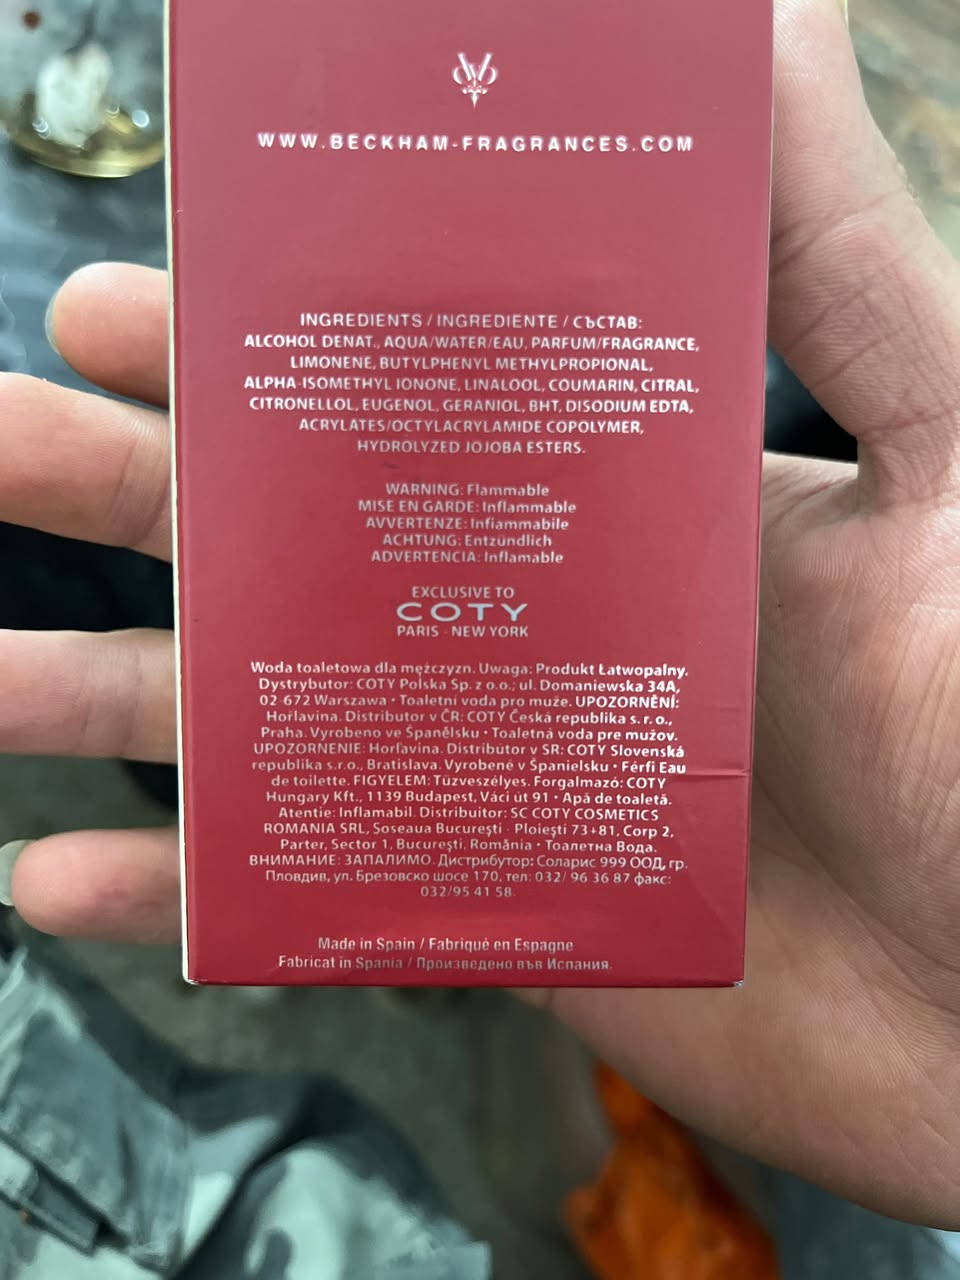 WWW.BECKHAM-FRAGRANCES.COM
INGREDIENTS / INGREDIENTE / СЪСТАВ:
ALCOHOL DENAT., AQUA/WATER/EAU, PARFUM/FRAGRANCE,
LIMONENE, BUTYLPHENYL METHYLPROPIONAL,
ALPHA-ISOMETHYL IONONE, LINALOOL, COUMARIN, CITRAL,
CITRONELLOL, EUGENOL, GERANIOL, BHT, DISODIUM EDTA,
ACRYLATES/OCTYLACRYLAMIDE COPOLYMER,
HYDROLYZED JOJOBA ESTERS.
WARNING: Flammable
MISE EN GARDE: Inflammable
AVVERTENZE: Infiammabile
ACHTUNG: Entzündlich
ADVERTENCIA: Inflamable
EXCLUSIVE TO
COTY
PARIS - NEW YORK
Woda toaletowa dla mężczyzn. Uwaga: Produkt Łatwopalny.
Dystrybutor: COTY Polska Sp. z o.o.; ul. Domaniewska 34A,
02-672 Warszawa • Toaletní voda pro muže. UPOZORNĚNÍ:
Hořlavina. Distributor v ČR: COTY Česká republika s. r. o.,
Praha. Vyrobeno ve Španělsku • Toaletná voda pre mužov.
UPOZORNENIE: Horľavina. Distribútor v SR: COTY Slovenská
republika s.r.o., Bratislava. Vyrobené v Španielsku • Férfi Eau
de toilette. FIGYELEM: Tűzveszélyes. Forgalmazó: COTY
Hungary Kft., 1139 Budapest, Váci út 91 • Apă de toaletă.
Atentie: Inflamabil. Distribuitor: SC COTY COSMETICS
ROMANIA SRL, Şoseaua Bucureşti - Ploieşti 73+81, Corp 2,
Parter, Sector 1, Bucureşti, România • Тоалетна Вода.
ВНИМАНИЕ: ЗАПАЛИМО. Дистрибутор: Соларис 999 ООД, гр.
Пловдив, ул. Брезовско шосе 170, тел: 032/ 96 36 87 факс:
032/95 41 58.
Made in Spain / Fabriqué en Espagne
Fabricat în Spania / Произведено във Испания.